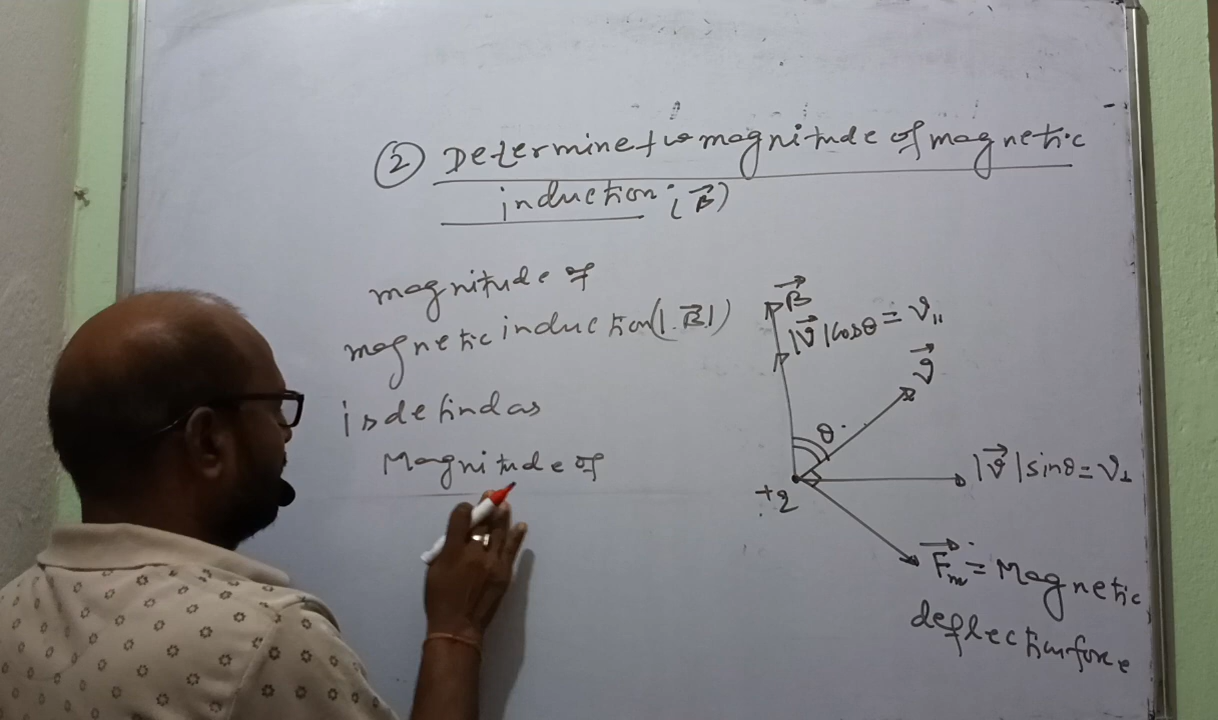 ② Determine the magnitude of magnetic
induction: (B⃗)
magnitude of
magnetic induction (|B⃗|)
is defind as
Magnitude of
B⃗
|v⃗| cosθ = v₁₁
v⃗
θ
|v⃗| sinθ = v⊥
+q
F⃗m = Magnetic
deflection force